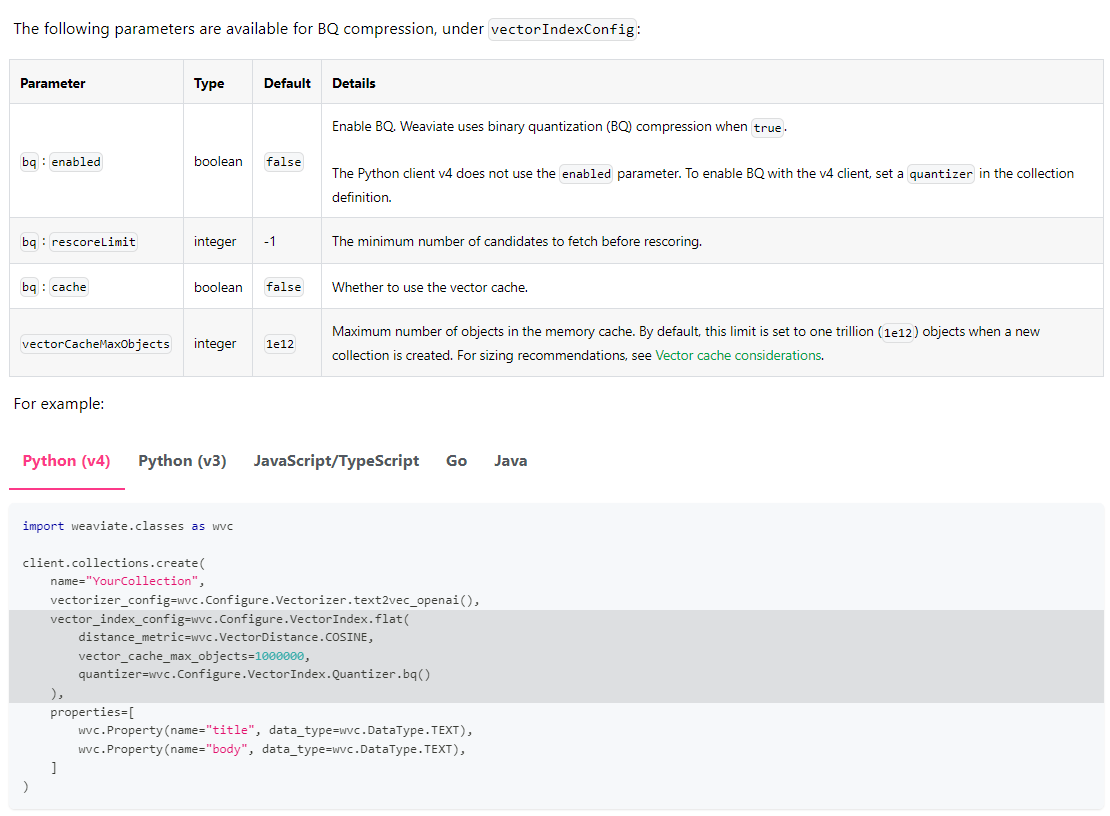 The following parameters are available for BQ compression, under vectorIndexConfig:
Parameter Type Default Details
bq : enabled boolean false Enable BQ. Weaviate uses binary quantization (BQ) compression when true.
The Python client v4 does not use the enabled parameter. To enable BQ with the v4 client, set a quantizer in the collection
definition.
bq : rescoreLimit integer -1 The minimum number of candidates to fetch before rescoring.
bq : cache boolean false Whether to use the vector cache.
vectorCacheMaxObjects integer 1e12 Maximum number of objects in the memory cache. By default, this limit is set to one trillion (1e12) objects when a new
collection is created. For sizing recommendations, see Vector cache considerations.
For example:
Python (v4) Python (v3) JavaScript/TypeScript Go Java
import weaviate.classes as wvc
client.collections.create(
    name="YourCollection",
    vectorizer_config=wvc.Configure.Vectorizer.text2vec_openai(),
    vector_index_config=wvc.Configure.VectorIndex.flat(
        distance_metric=wvc.VectorDistance.COSINE,
        vector_cache_max_objects=1000000,
        quantizer=wvc.Configure.VectorIndex.Quantizer.bq()
    ),
    properties=[
        wvc.Property(name="title", data_type=wvc.DataType.TEXT),
        wvc.Property(name="body", data_type=wvc.DataType.TEXT),
    ]
)